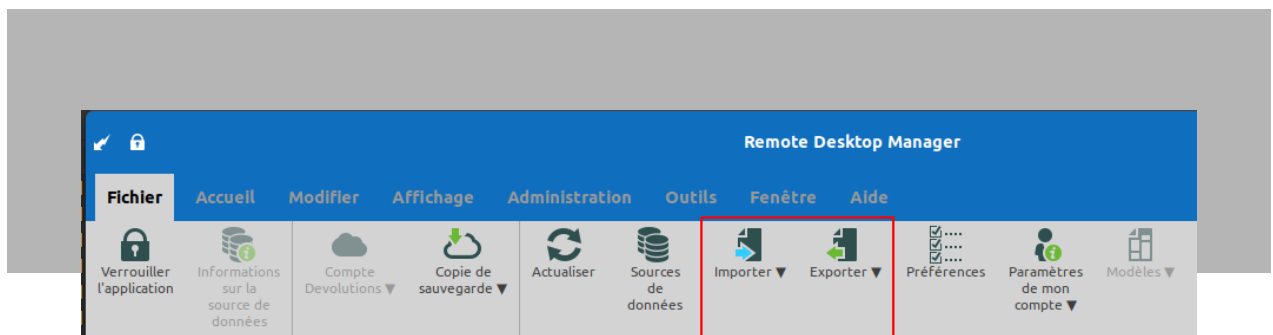 Remote Desktop Manager
Fichier Accueil Modifier Affichage Administration Outils Fenêtre Aide
Verrouiller l'application
Informations sur la source de données
Compte Devolutions ▼
Copie de sauvegarde ▼
Actualiser
Sources de données
Importer ▼
Exporter ▼
Préférences
Paramètres de mon compte ▼
Modèles ▼